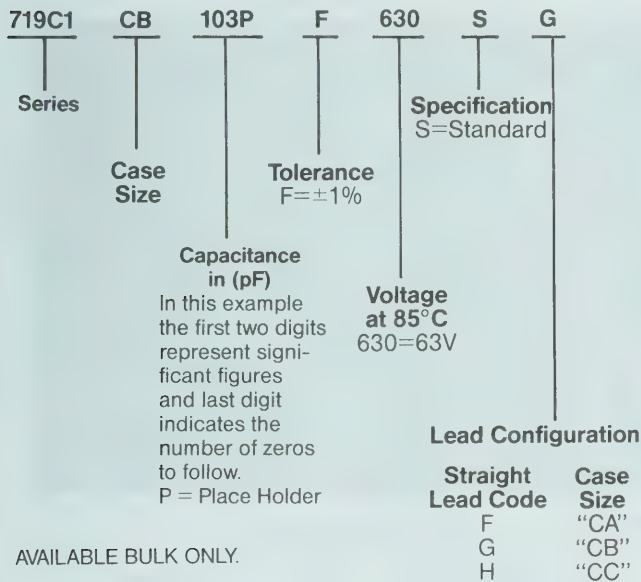 719C1 CB 103P F 630 S G
Series
Case
Size
Capacitance
in (pF)
In this example
the first two digits
represent signi-
ficant figures
and last digit
indicates the
number of zeros
to follow.
P = Place Holder
Tolerance
F=±1%
Voltage
at 85°C
630=63V
Specification
S=Standard
Lead Configuration
Straight Case
Lead Code Size
F "CA"
G "CB"
H "CC"
AVAILABLE BULK ONLY.